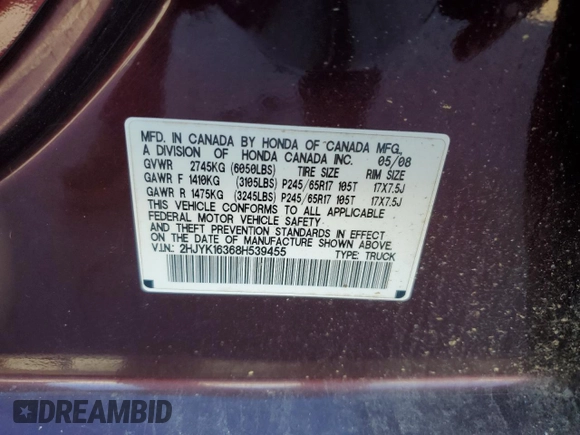 MFD. IN CANADA BY HONDA OF CANADA MFG.,
A DIVISION OF HONDA CANADA INC. 05/08
GVWR 2745KG (6050LBS) TIRE SIZE RIM SIZE
GAWR F 1410KG (3105LBS) P245/65R17 105T 17X7.5J
GAWR R 1475KG (3245LBS) P245/65R17 105T 17X7.5J
THIS VEHICLE CONFORMS TO ALL APPLICABLE
FEDERAL MOTOR VEHICLE SAFETY
STANDARDS IN EFFECT ON THE DATE OF
MANUFACTURE SHOWN ABOVE.
V.I.N.: 2HJYK16368H539455 TYPE: TRUCK
DREAMBID